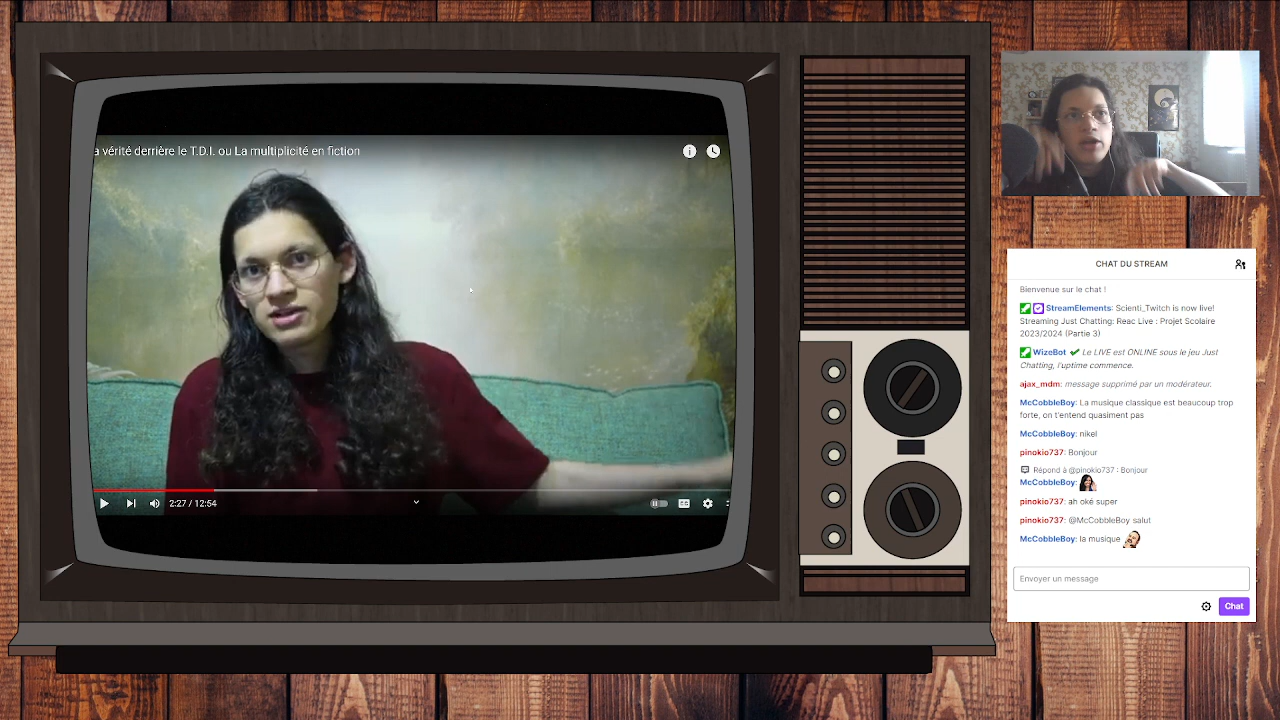 a vérité derrière le T.D.I. ou La multiplicité en fiction
2:27 / 12:54
CHAT DU STREAM
Bienvenue sur le chat !
StreamElements: Scienti_Twitch is now live!
Streaming Just Chatting: Reac Live : Projet Scolaire
2023/2024 (Partie 3)
WizeBot Le LIVE est ONLINE sous le jeu Just
Chatting, l'uptime commence.
ajax_mdm: message supprimé par un modérateur.
McCobbleBoy: La musique classique est beaucoup trop
forte, on t'entend quasiment pas
McCobbleBoy: nikel
pinokio737: Bonjour
Répond à @pinokio737 : Bonjour
McCobbleBoy:
pinokio737: ah oké super
pinokio737: @McCobbleBoy salut
McCobbleBoy: la musique
Envoyer un message
Chat